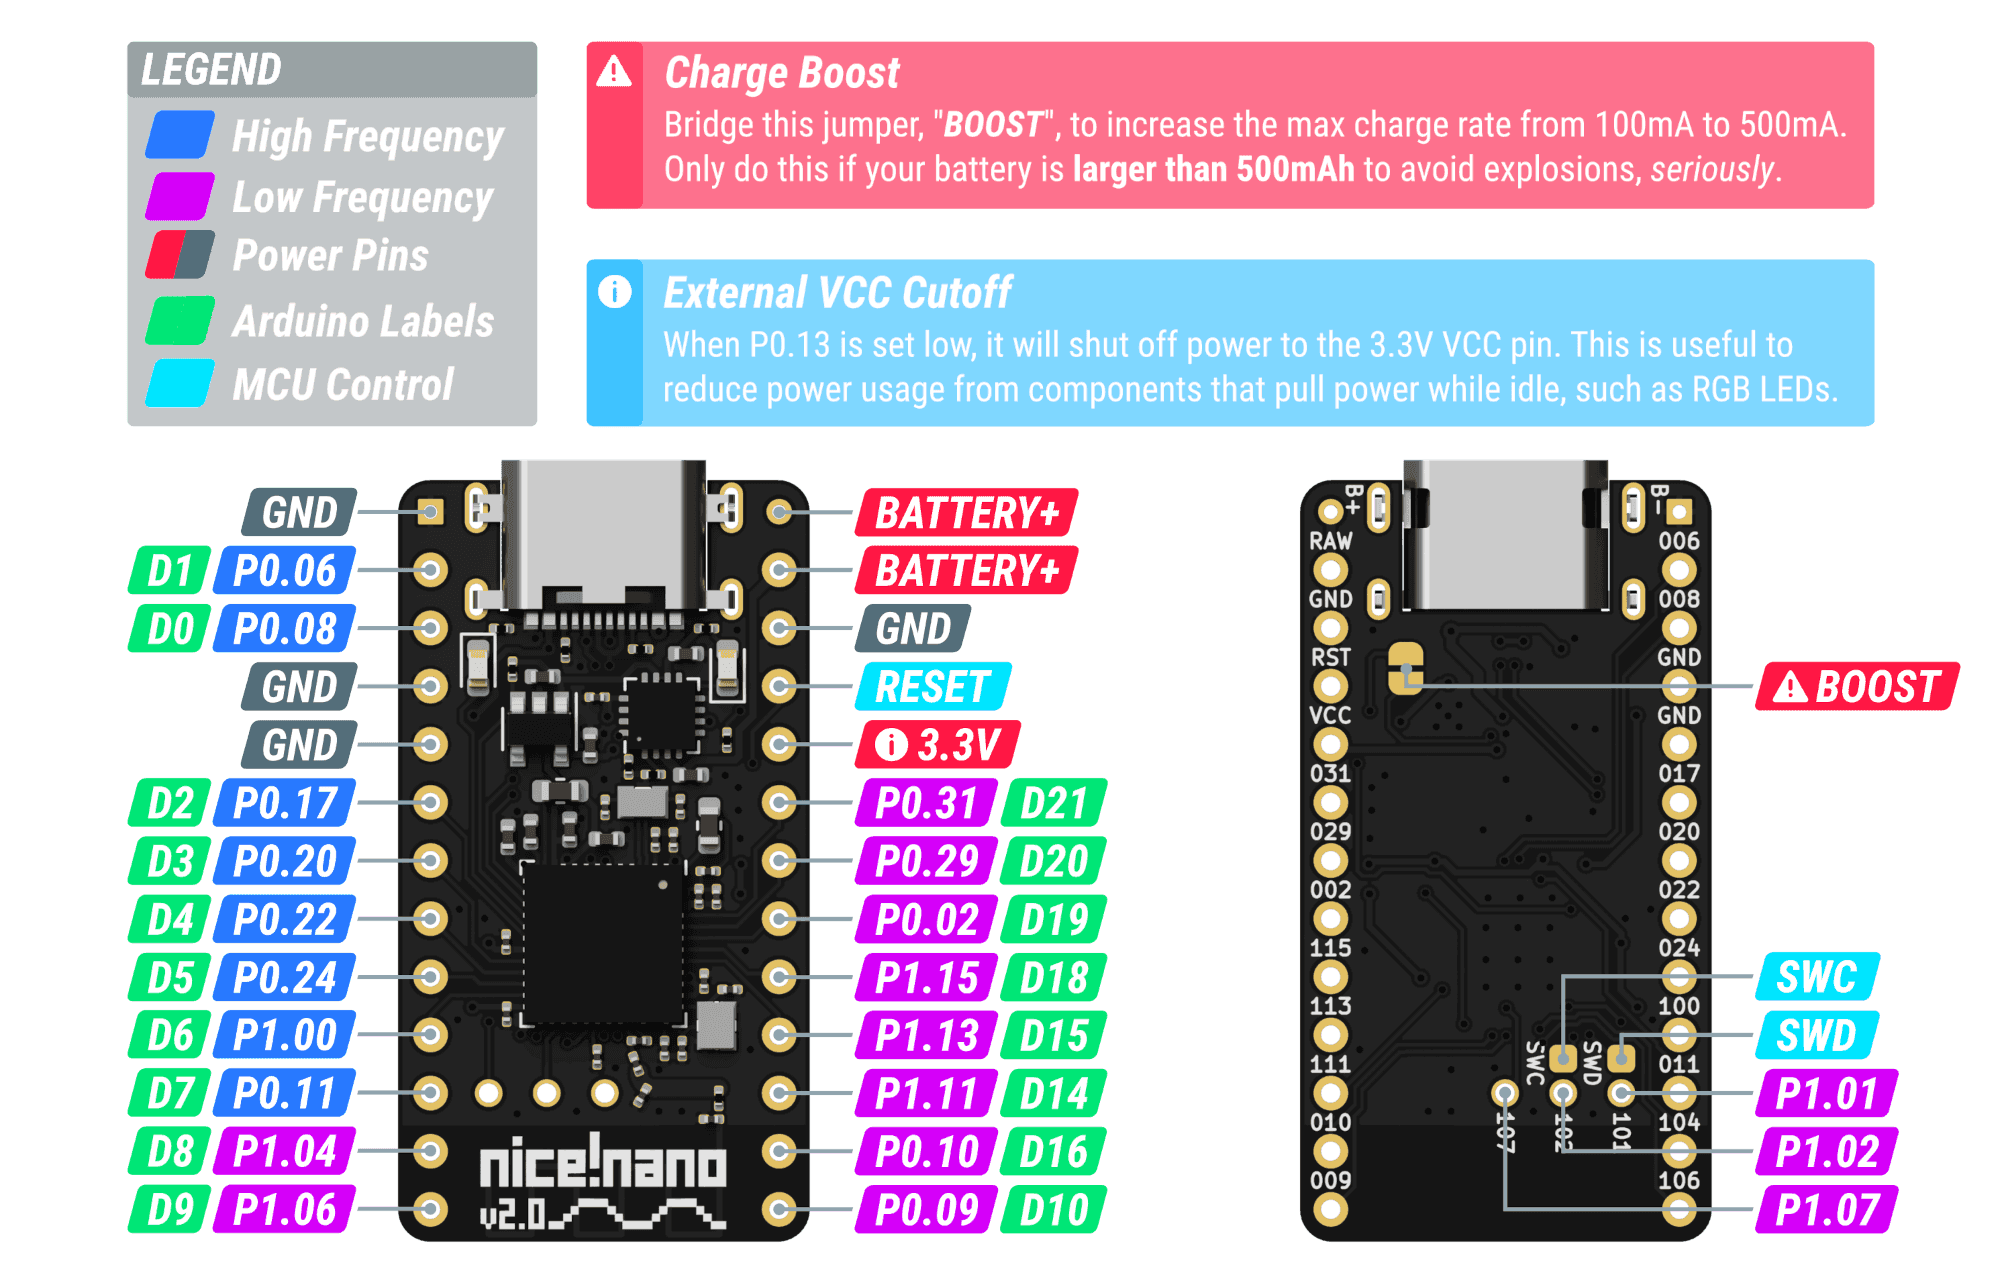 LEGEND
High Frequency
Low Frequency
Power Pins
Arduino Labels
MCU Control
Charge Boost
Bridge this jumper, "BOOST", to increase the max charge rate from 100mA to 500mA.
Only do this if your battery is larger than 500mAh to avoid explosions, seriously.
External VCC Cutoff
When P0.13 is set low, it will shut off power to the 3.3V VCC pin. This is useful to
reduce power usage from components that pull power while idle, such as RGB LEDs.
GND
D1 P0.06
D0 P0.08
GND
GND
D2 P0.17
D3 P0.20
D4 P0.22
D5 P0.24
D6 P1.00
D7 P0.11
D8 P1.04
D9 P1.06
nice!nano
v2.0
BATTERY+
BATTERY+
GND
RESET
3.3V
P0.31 D21
P0.29 D20
P0.02 D19
P1.15 D18
P1.13 D15
P1.11 D14
P0.10 D16
P0.09 D10
B+
RAW
GND
RST
VCC
031
029
002
115
113
111
010
009
B-
006
008
GND
GND
017
020
022
024
100
011
104
106
SWC
SWD
107
102
101
BOOST
SWC
SWD
P1.01
P1.02
P1.07